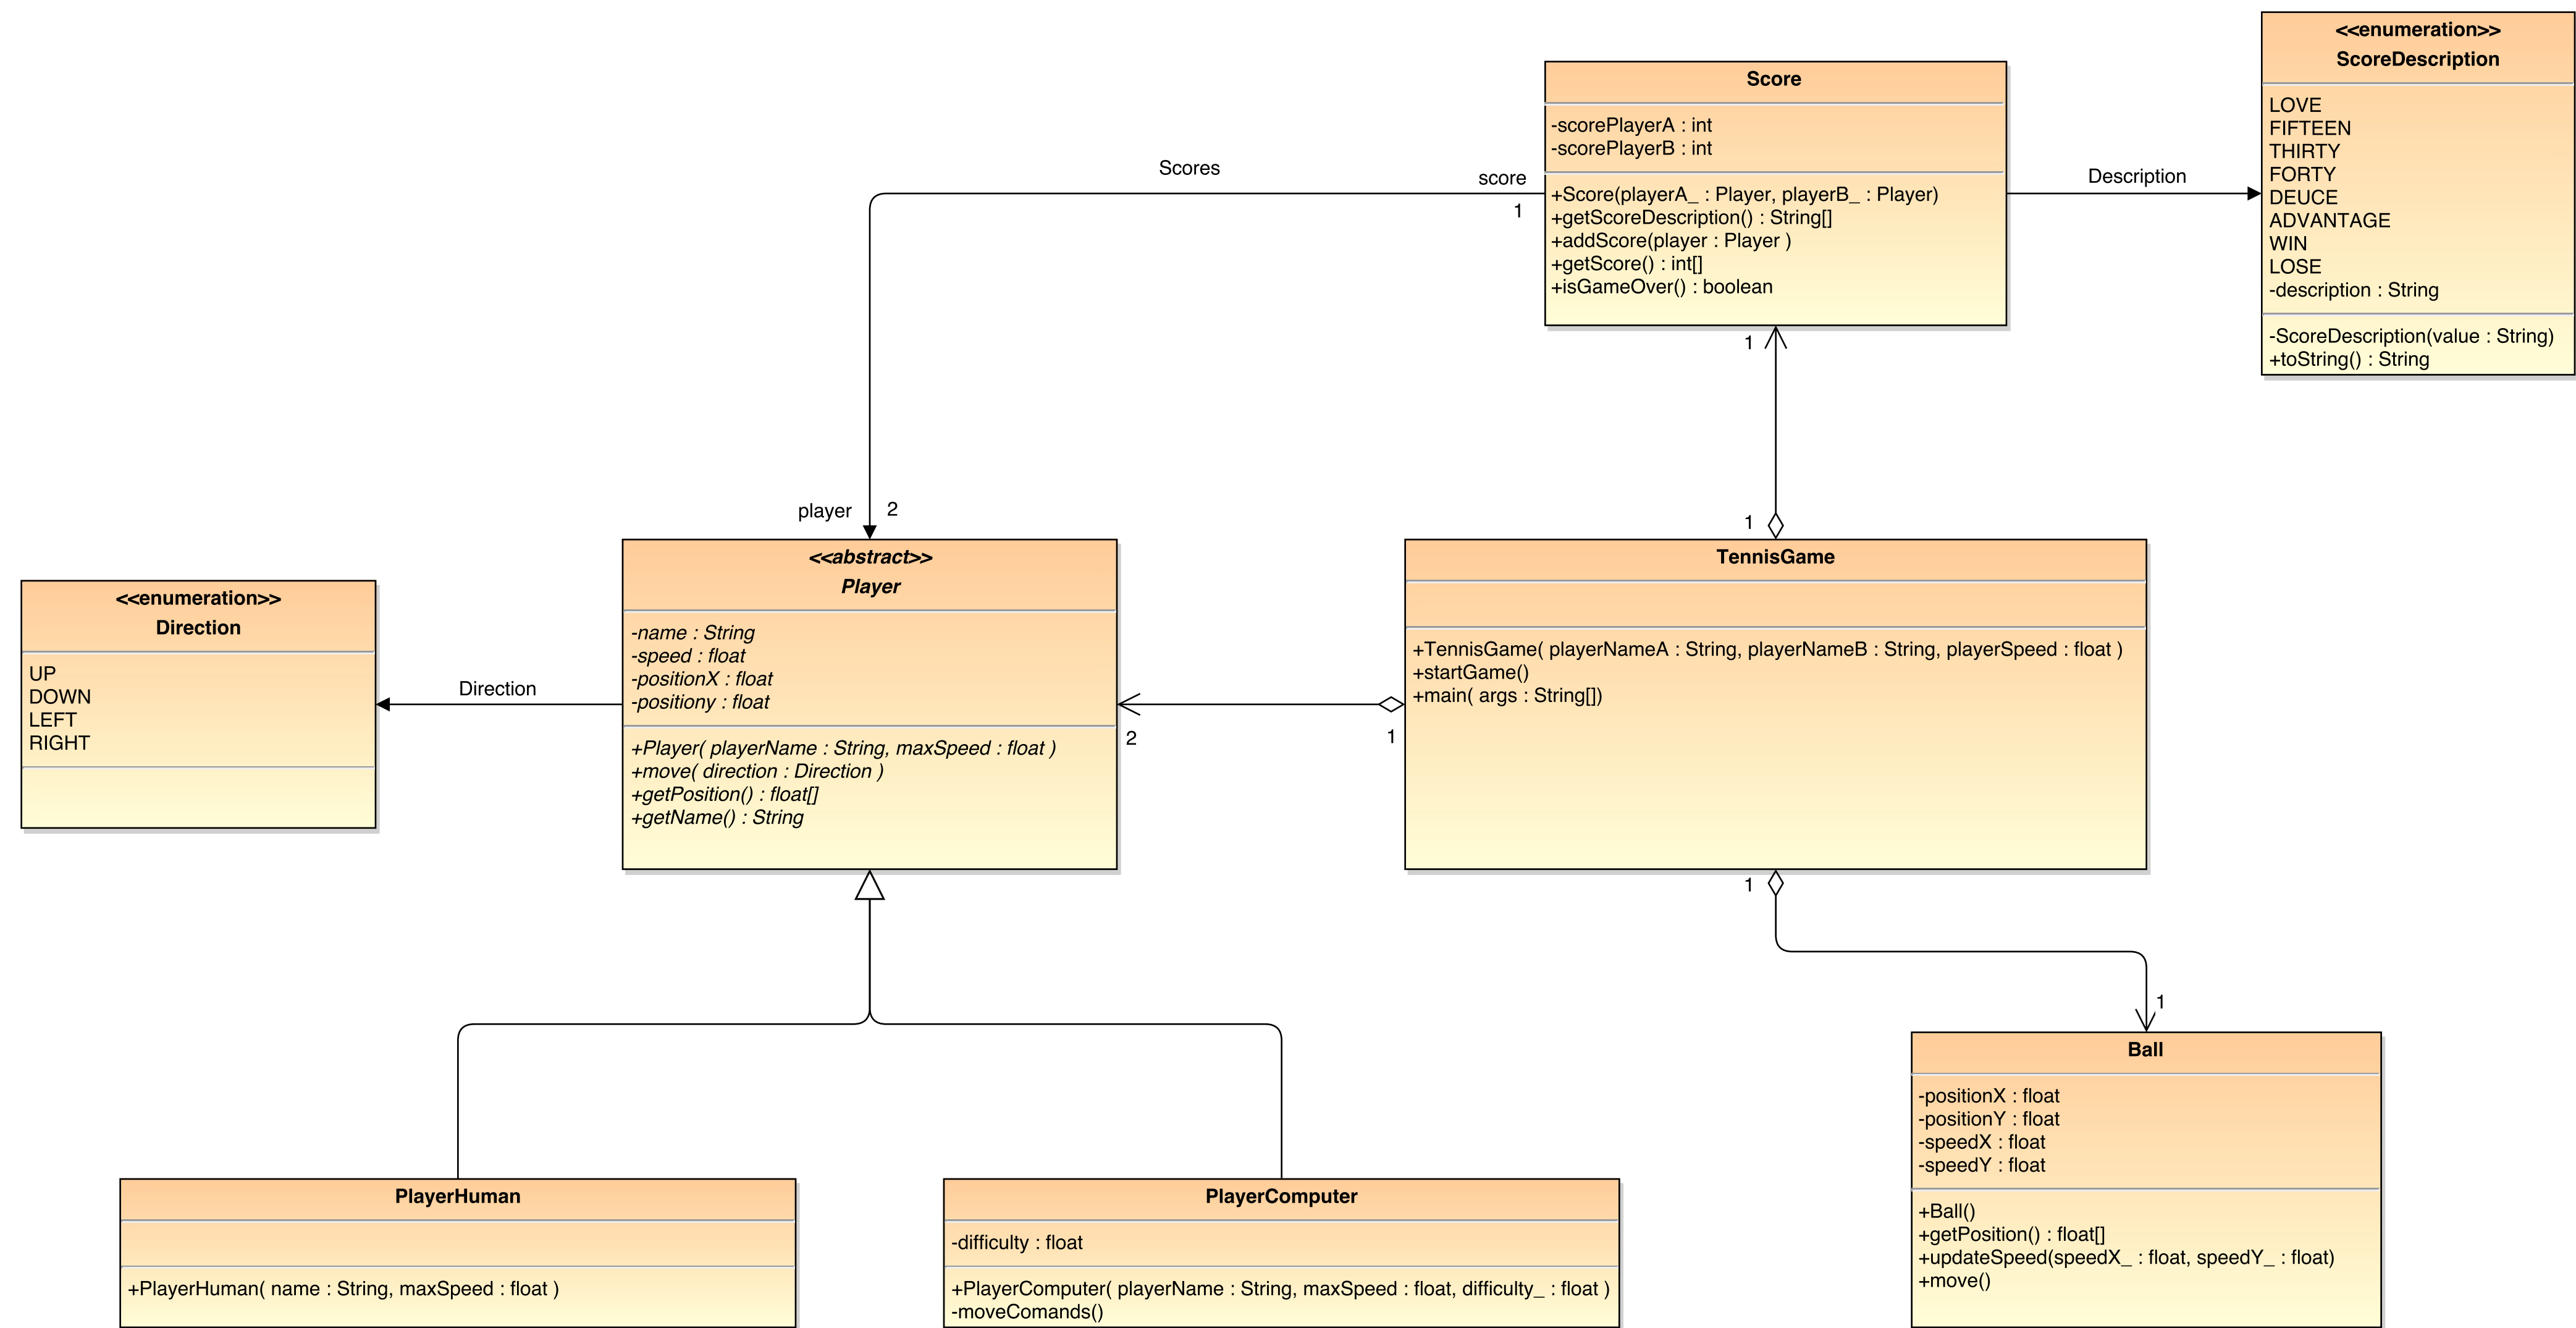 <<enumeration>>
ScoreDescription
LOVE
FIFTEEN
THIRTY
FORTY
DEUCE
ADVANTAGE
WIN
LOSE
-description : String
-ScoreDescription(value : String)
+toString() : String
Score
-scorePlayerA : int
-scorePlayerB : int
+Score(playerA_ : Player, playerB_ : Player)
+getScoreDescription() : String[]
+addScore(player : Player )
+getScore() : int[]
+isGameOver() : boolean
Description
Scores
score
1
player
2
1
1
<<abstract>>
Player
-name : String
-speed : float
-positionX : float
-positiony : float
+Player( playerName : String, maxSpeed : float )
+move( direction : Direction )
+getPosition() : float[]
+getName() : String
TennisGame
+TennisGame( playerNameA : String, playerNameB : String, playerSpeed : float )
+startGame()
+main( args : String[])
<<enumeration>>
Direction
UP
DOWN
LEFT
RIGHT
Direction
2
1
1
1
PlayerHuman
+PlayerHuman( name : String, maxSpeed : float )
PlayerComputer
-difficulty : float
+PlayerComputer( playerName : String, maxSpeed : float, difficulty_ : float )
-moveComands()
Ball
-positionX : float
-positionY : float
-speedX : float
-speedY : float
+Ball()
+getPosition() : float[]
+updateSpeed(speedX_ : float, speedY_ : float)
+move()